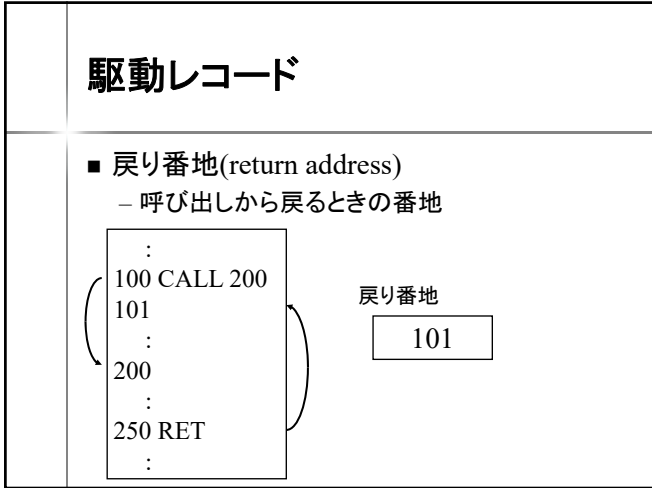 駆動レコード
■ 戻り番地(return address)
– 呼び出しから戻るときの番地
:
100 CALL 200
101
:
200
:
250 RET
:
戻り番地
101